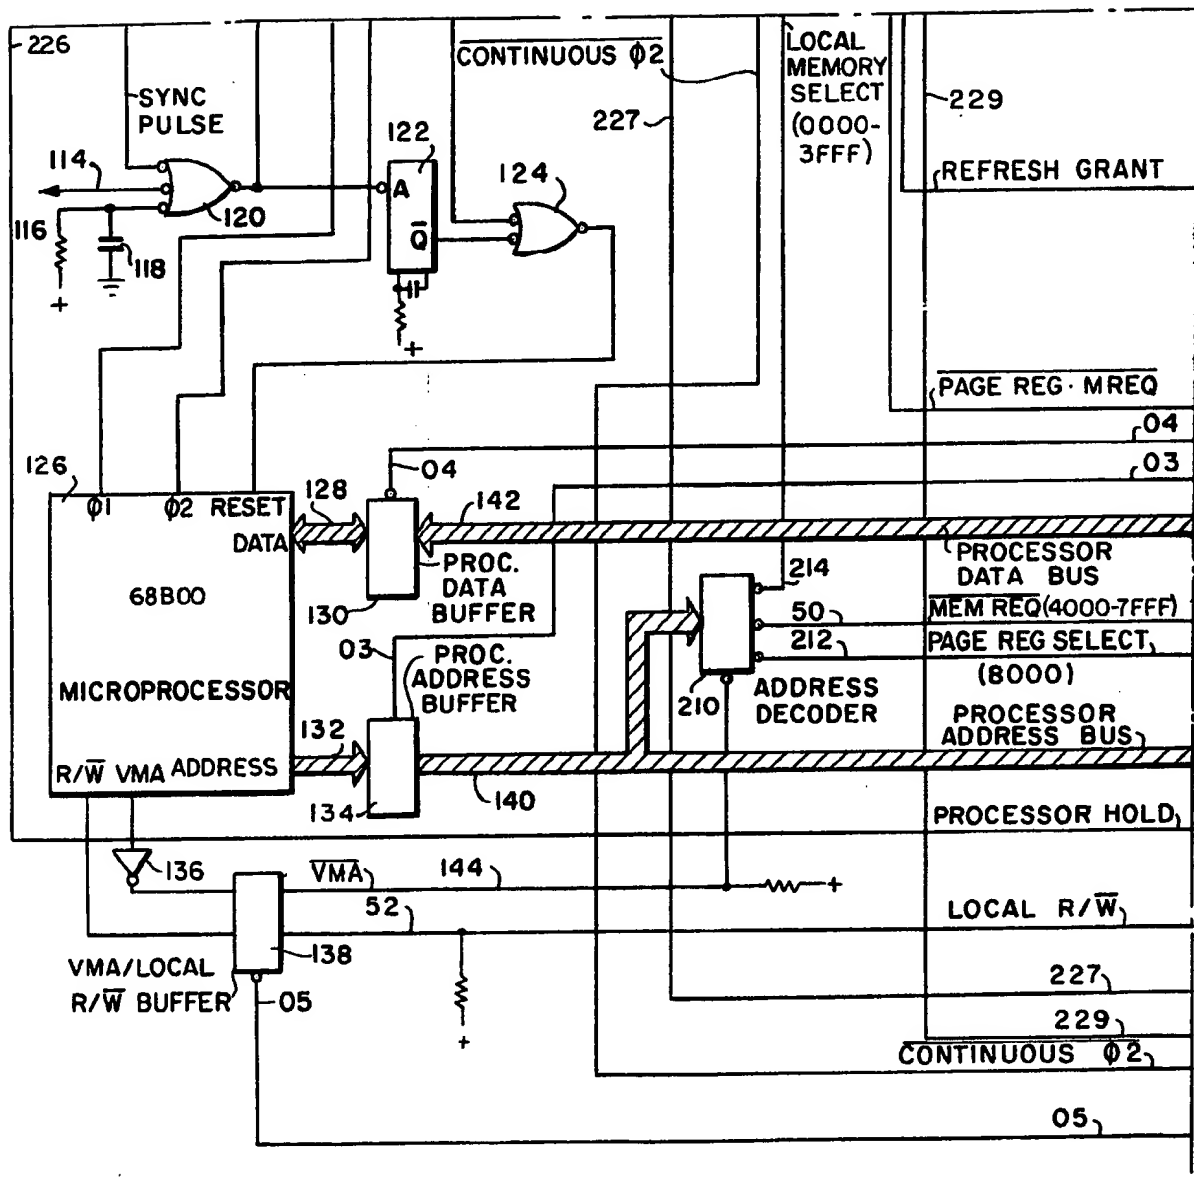 226
SYNC
PULSE
CONTINUOUS Φ2
LOCAL
MEMORY
SELECT
(0000-
3FFF)
227
229
122
114
124
REFRESH GRANT
A
120
116
Q
118
+
+
PAGE REG · MREQ
04
126
04
03
Φ1
Φ2
RESET
128
142
DATA
PROCESSOR
DATA BUS
PROC.
DATA
BUFFER
214
68B00
130
50
MEM REQ (4000-7FFF)
03
212
PAGE REG SELECT
PROC.
ADDRESS
BUFFER
(8000)
MICROPROCESSOR
210
ADDRESS
DECODER
PROCESSOR
ADDRESS BUS
132
R/W VMA ADDRESS
134
140
PROCESSOR HOLD
136
VMA
144
+
52
LOCAL R/W
138
VMA/LOCAL
R/W BUFFER
05
227
229
+
CONTINUOUS Φ2
05